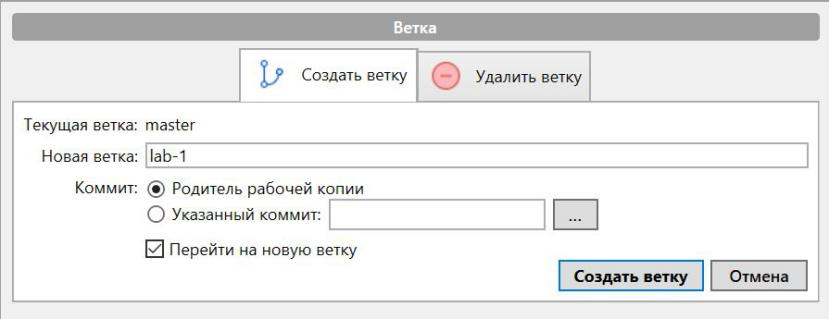 Ветка
Создать ветку Удалить ветку
Текущая ветка: master
Новая ветка: lab-1
Коммит: Родитель рабочей копии
Указанный коммит: ...
Перейти на новую ветку
Создать ветку Отмена